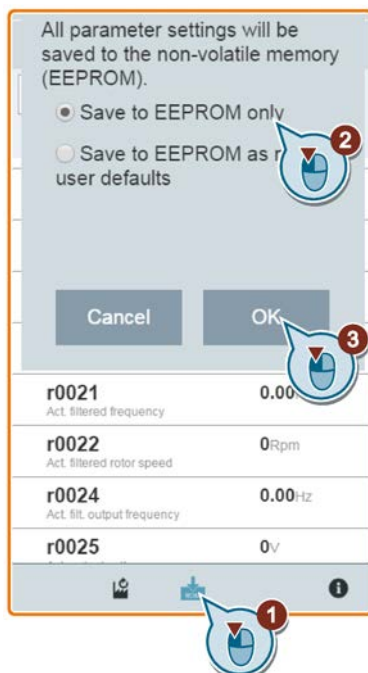 All parameter settings will be
saved to the non-volatile memory
(EEPROM).
Save to EEPROM only
Save to EEPROM as
user defaults
2
Cancel
OK
3
r0021
0.00
Act. filtered frequency
r0022
0Rpm
Act. filtered rotor speed
r0024
0.00Hz
Act. filt. output frequency
r0025
0V
1